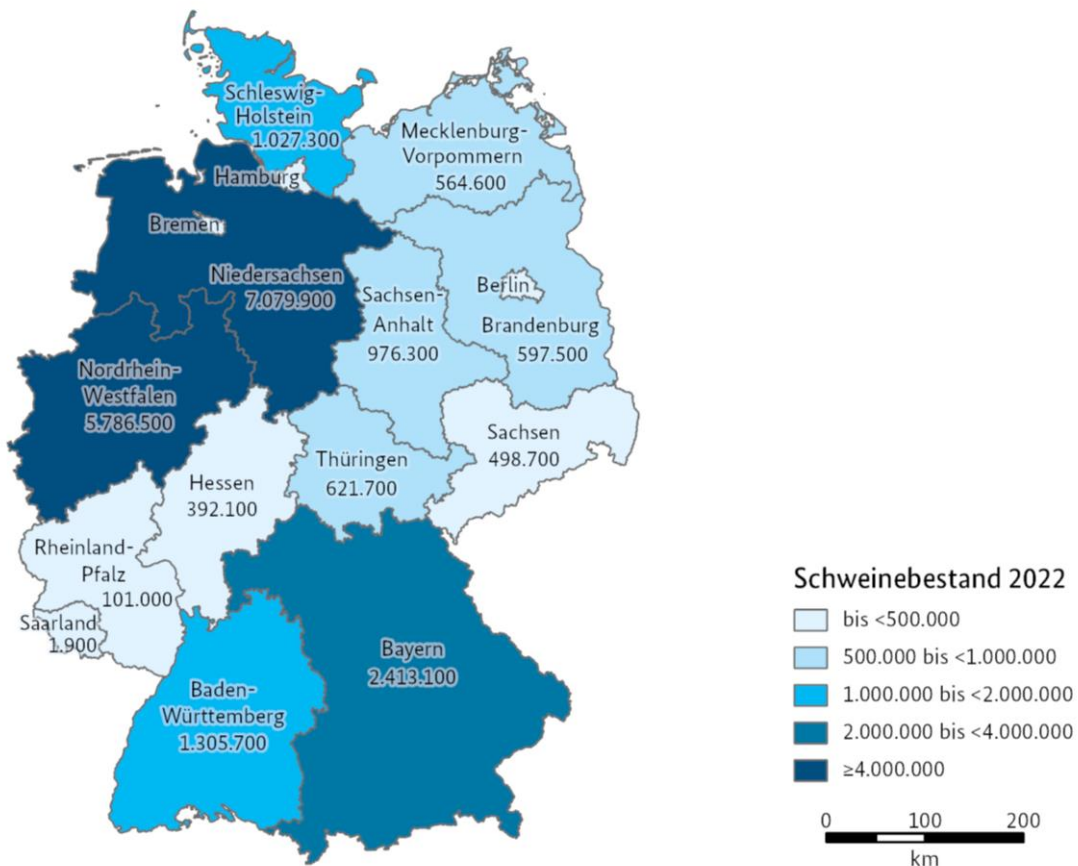 Schleswig-
Holstein
1.027.300
Mecklenburg-
Vorpommern
564.600
Hamburg
Bremen
Niedersachsen
7.079.900
Berlin
Sachsen-
Anhalt
976.300
Brandenburg
597.500
Nordrhein-
Westfalen
5.786.500
Sachsen
498.700
Thüringen
621.700
Hessen
392.100
Rheinland-
Pfalz
101.000
Saarland
1.900
Bayern
2.413.100
Baden-
Württemberg
1.305.700
Schweinebestand 2022
bis <500.000
500.000 bis <1.000.000
1.000.000 bis <2.000.000
2.000.000 bis <4.000.000
≥4.000.000
0 100 200
km